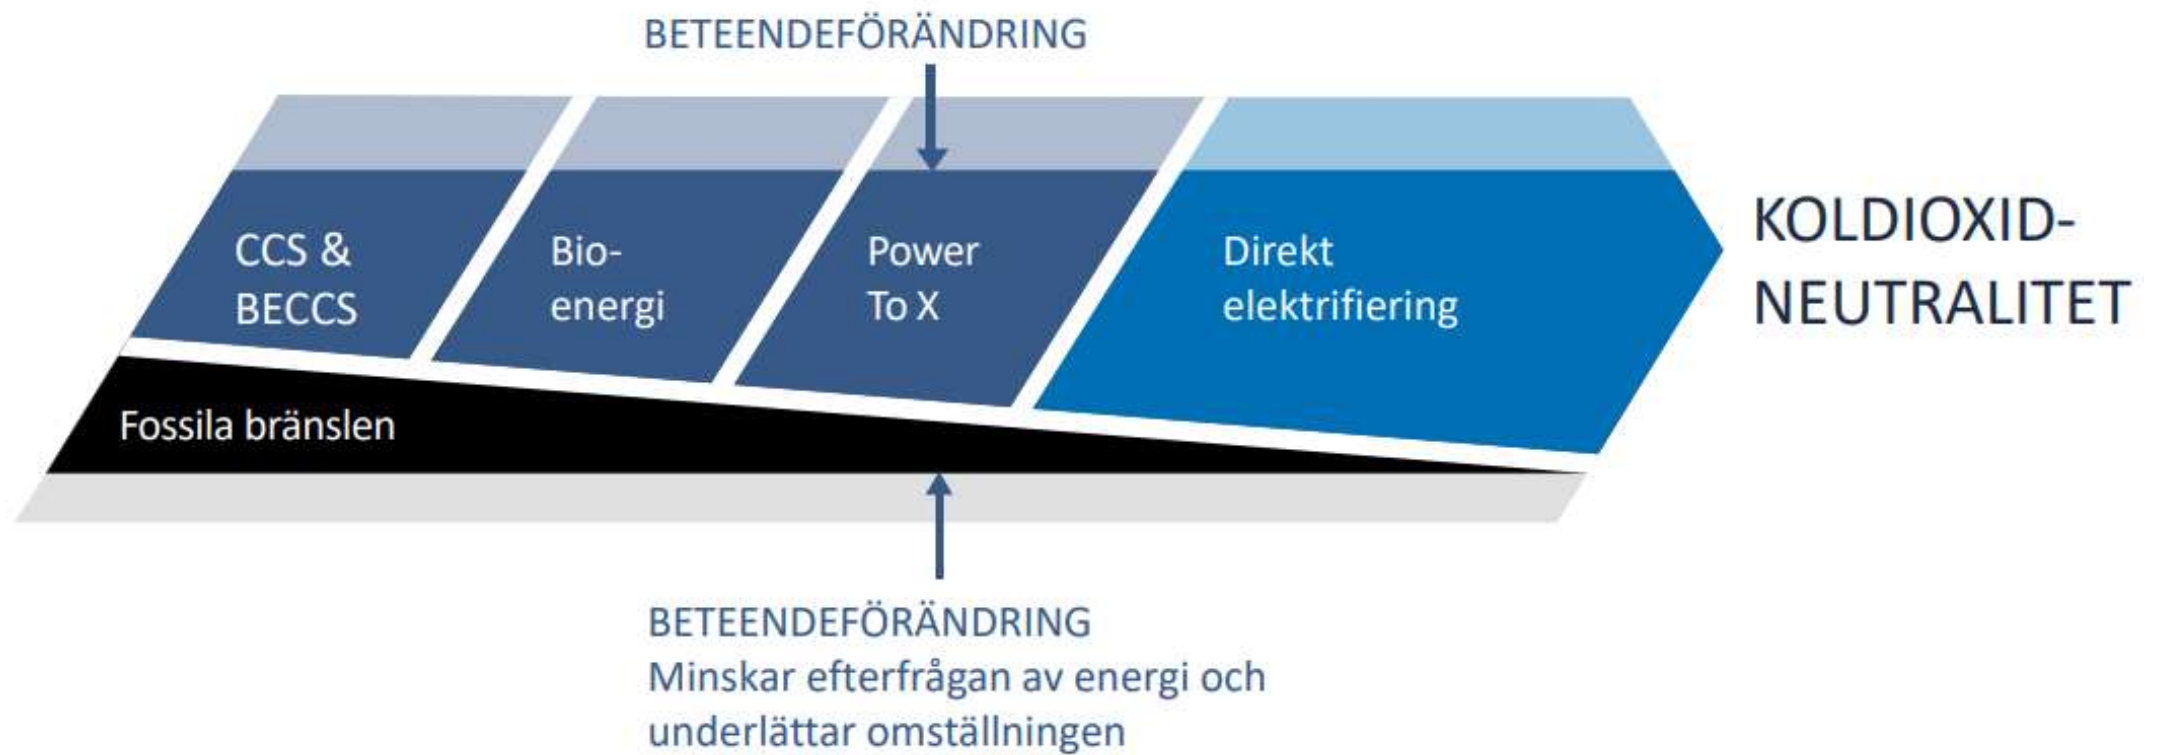 BETEENDEFÖRÄNDRING
CCS &
BECCS
Bio-
energi
Power
To X
Direkt
elektrifiering
KOLDIOXID-
NEUTRALITET
Fossila bränslen
BETEENDEFÖRÄNDRING
Minskar efterfrågan av energi och
underlättar omställningen